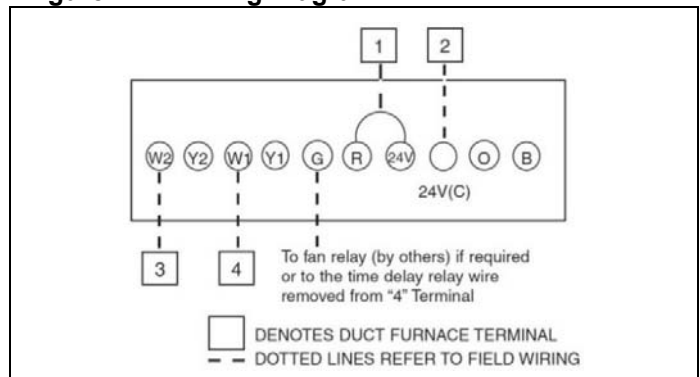 1 2
W2 Y2 W1 Y1 G R 24V O B
24V(C)
3 4
To fan relay (by others) if required
or to the time delay relay wire
removed from "4" Terminal
DENOTES DUCT FURNACE TERMINAL
DOTTED LINES REFER TO FIELD WIRING